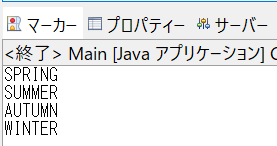 マーカー プロパティー サーバー
<終了> Main [Java アプリケーション] C
SPRING
SUMMER
AUTUMN
WINTER